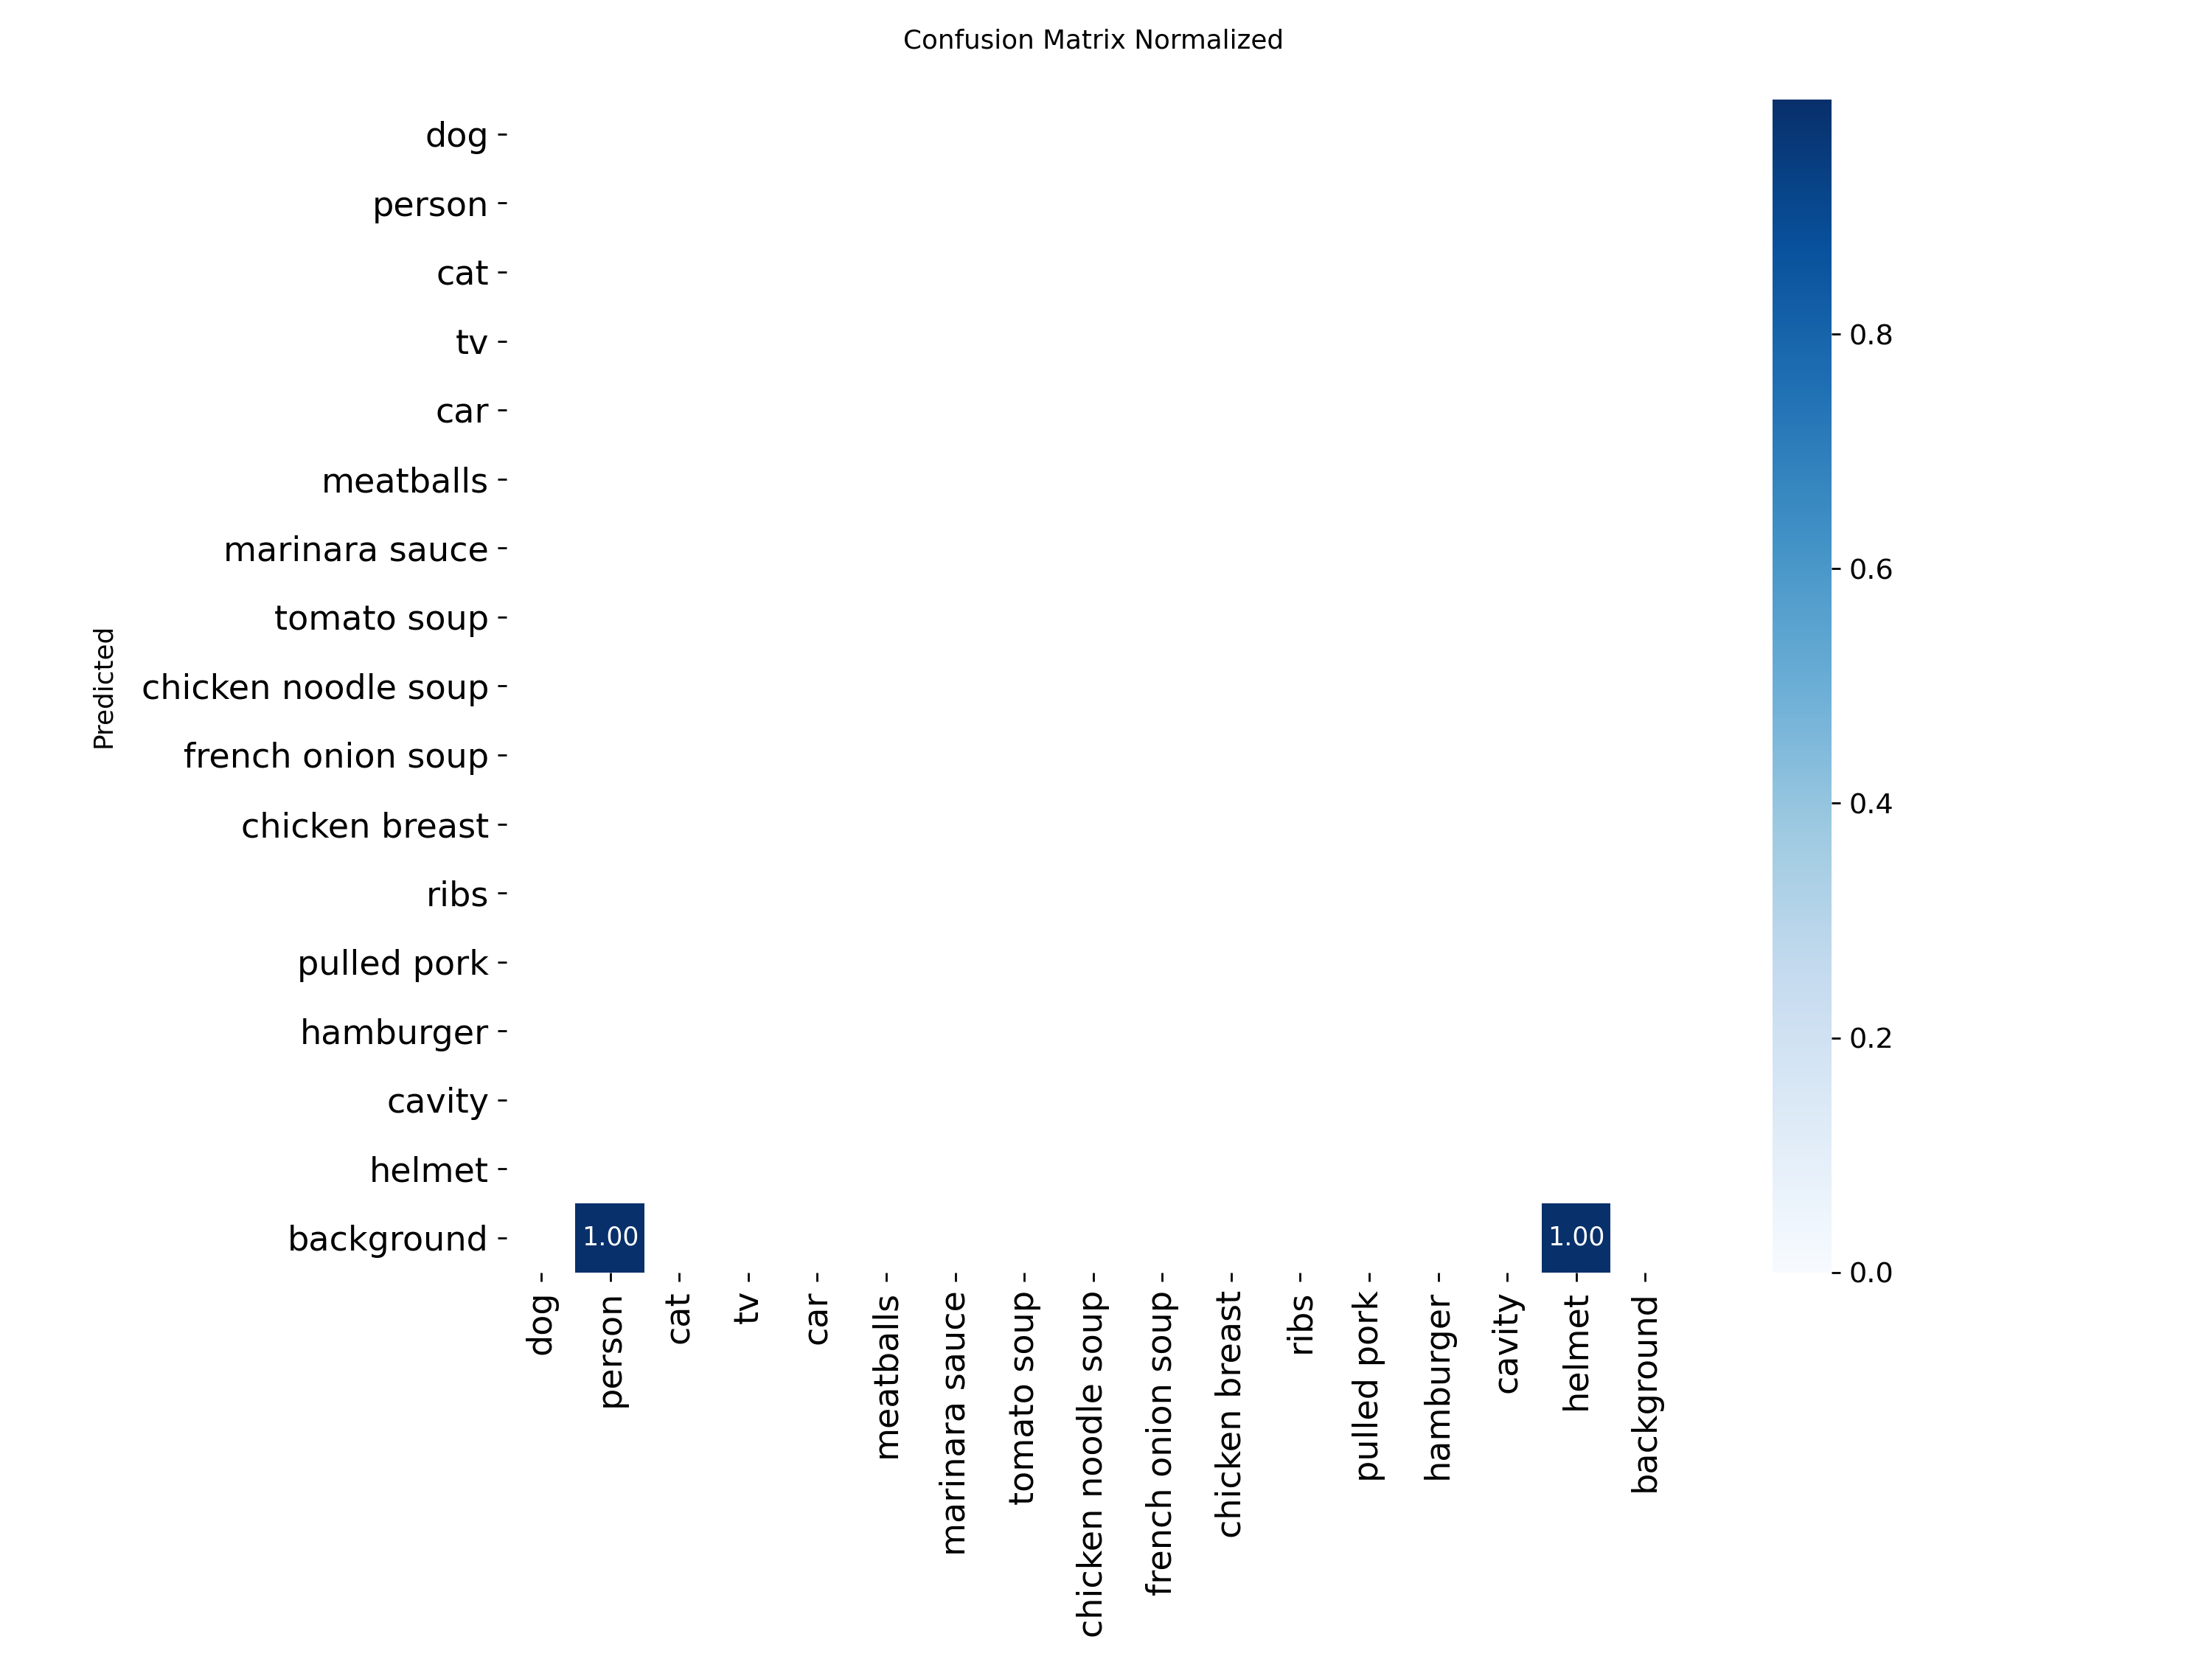 Confusion Matrix Normalized
Predicted
dog
person
cat
tv
car
meatballs
marinara sauce
tomato soup
chicken noodle soup
french onion soup
chicken breast
ribs
pulled pork
hamburger
cavity
helmet
background
1.00
1.00
dog
person
cat
tv
car
meatballs
marinara sauce
tomato soup
chicken noodle soup
french onion soup
chicken breast
ribs
pulled pork
hamburger
cavity
helmet
background
0.8
0.6
0.4
0.2
0.0